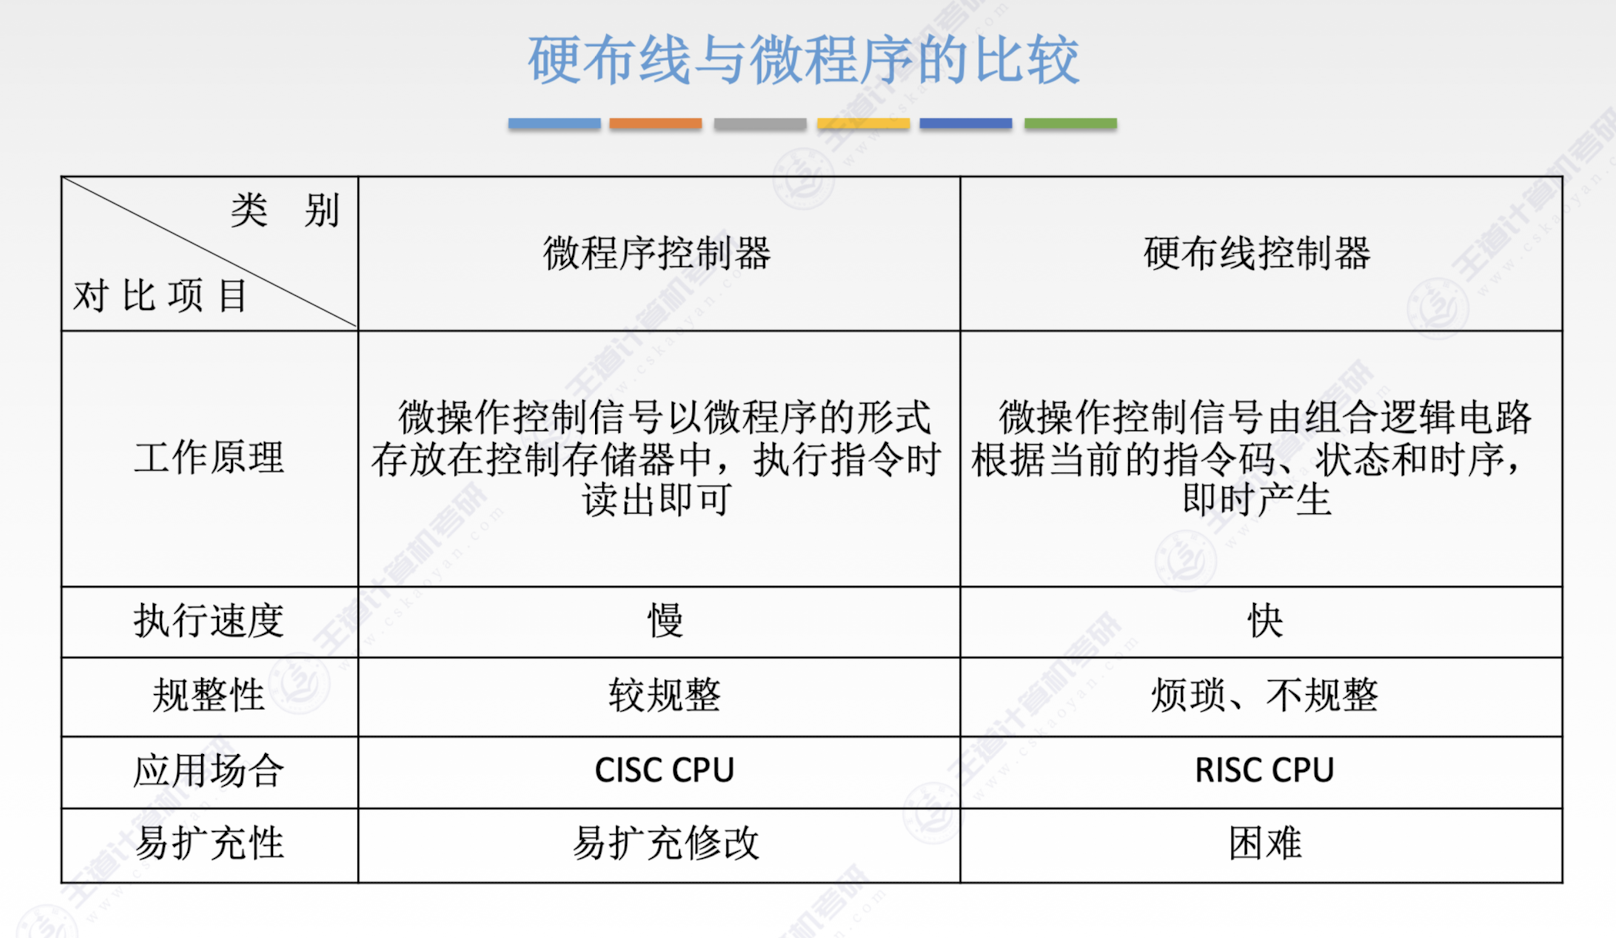 硬布线与微程序的比较
类 别
对比项目
微程序控制器
硬布线控制器
工作原理
微操作控制信号以微程序的形式
存放在控制存储器中，执行指令时
读出即可
微操作控制信号由组合逻辑电路
根据当前的指令码、状态和时序，
即时产生
执行速度
慢
快
规整性
较规整
烦琐、不规整
应用场合
CISC CPU
RISC CPU
易扩充性
易扩充修改
困难
王道计算机考研
www.cskaoyan.com